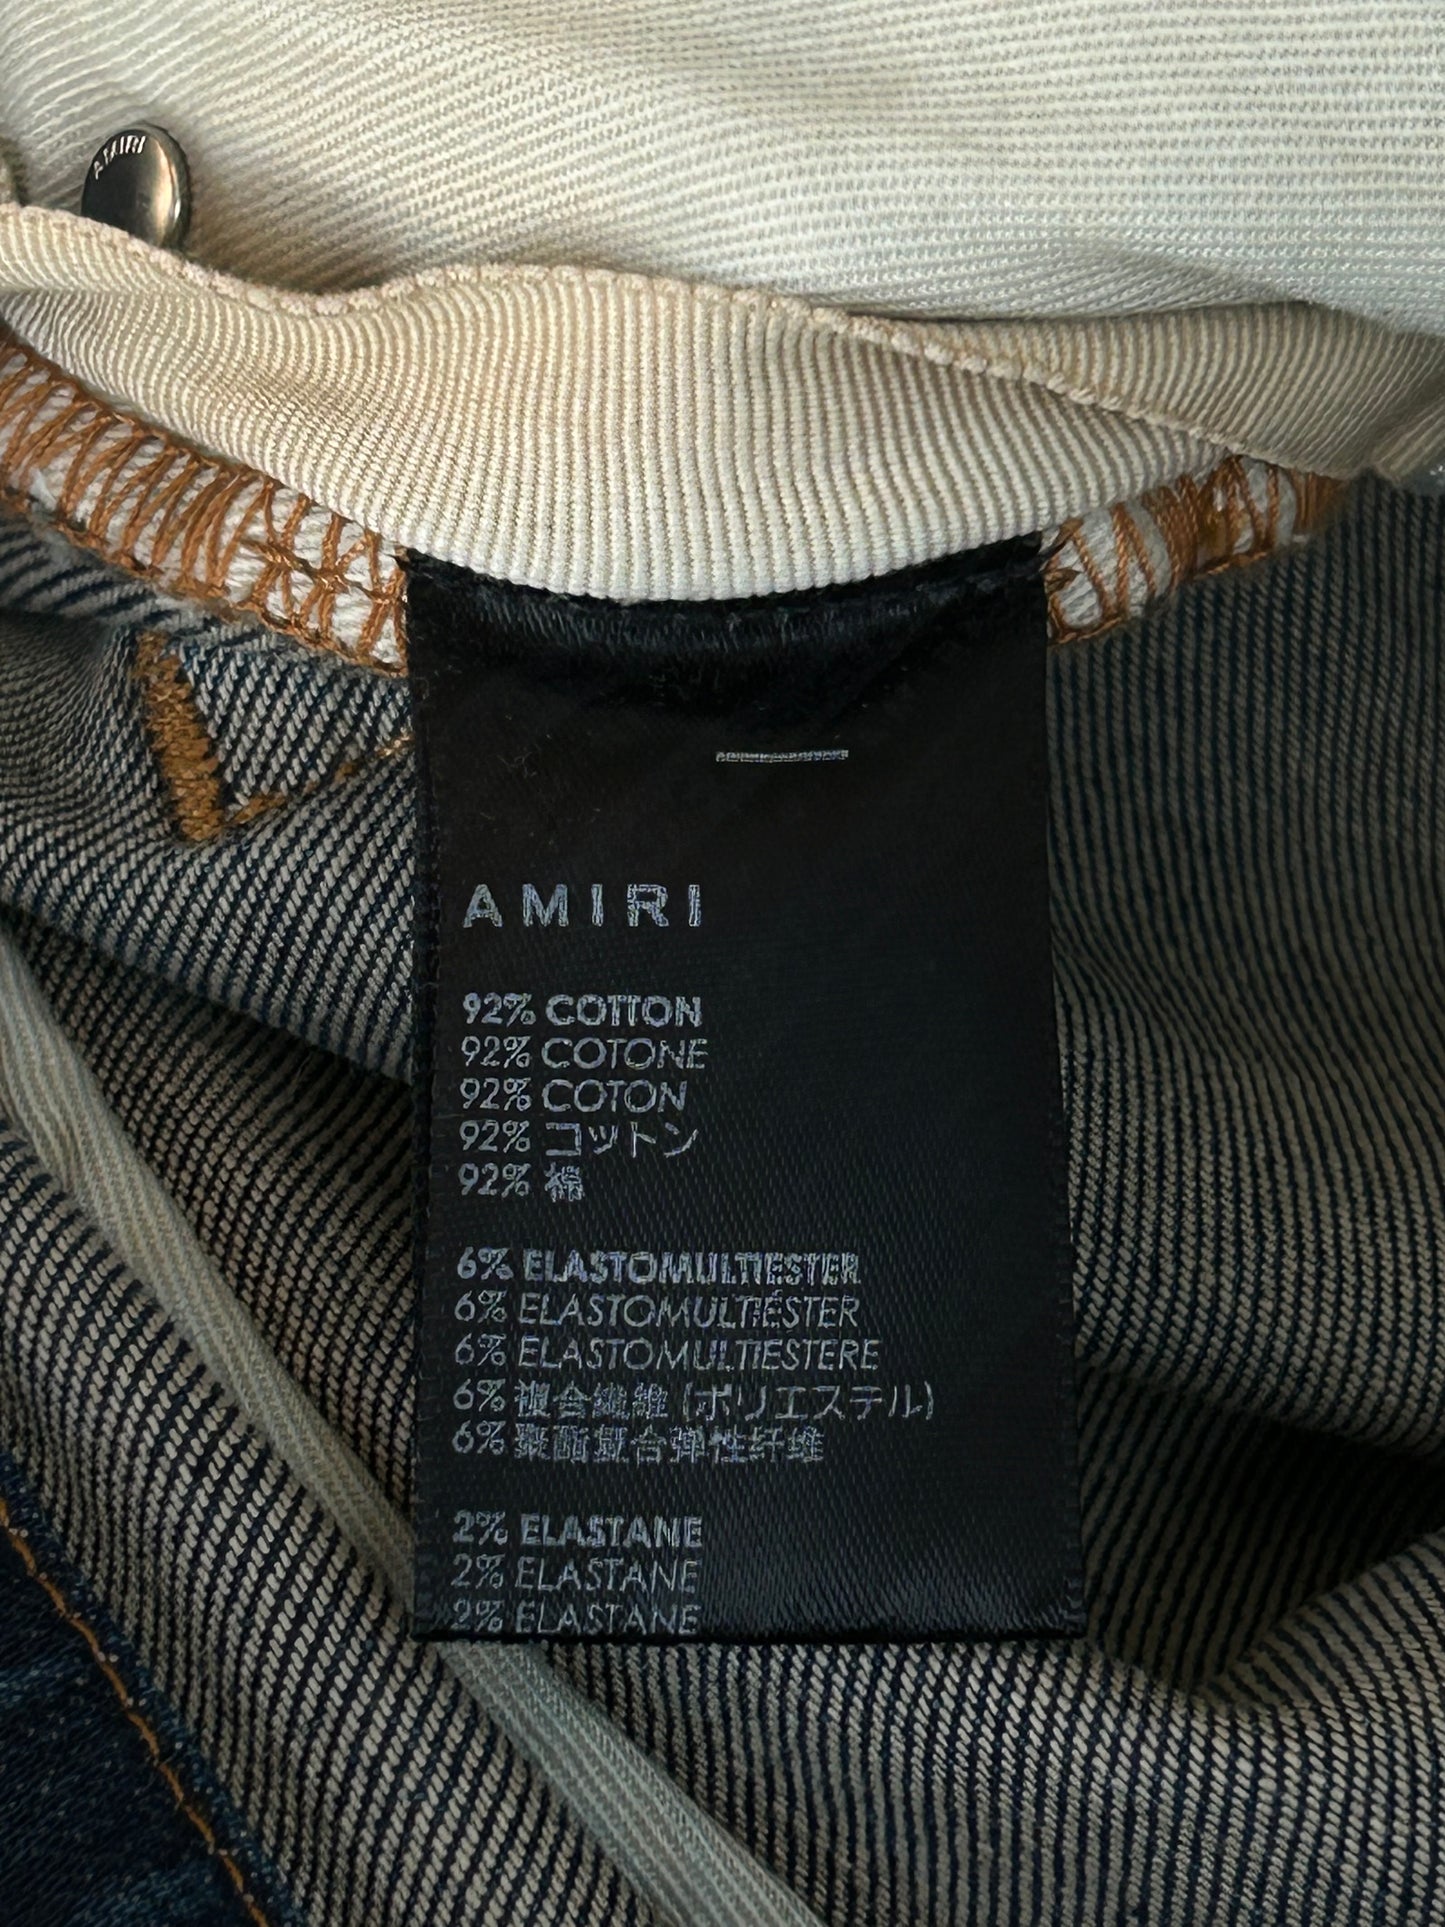 AMIRI
AMIRI
92% COTTON
92% COTONE
92% COTON
92% コットン
92% 棉
6% ELASTOMULTIESTER
6% ELASTOMULTIÉSTER
6% ELASTOMULTIESTERE
6% 複合繊維 (ポリエステル)
6% 聚酯复合弹性纤维
2% ELASTANE
2% ELASTANE
2% ELASTANE